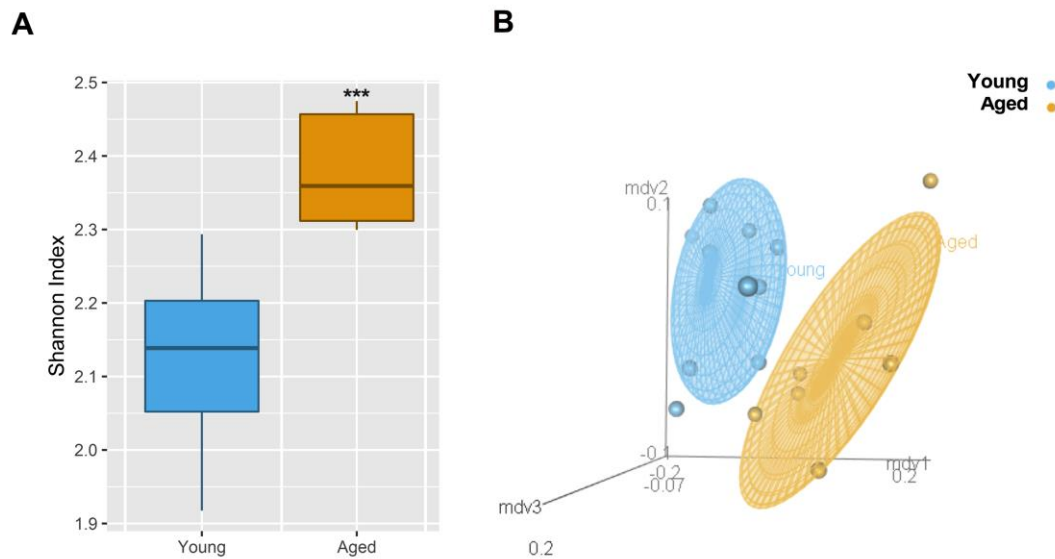 A
B
2.5
***
2.4
2.3
2.2
2.1
2.0
1.9
Shannon Index
Young
Aged
Young
Aged
mdv2
0.1
Aged
Young
-0.1
-0.2
-0.07
mdv1
0.2
mdv3
0.2